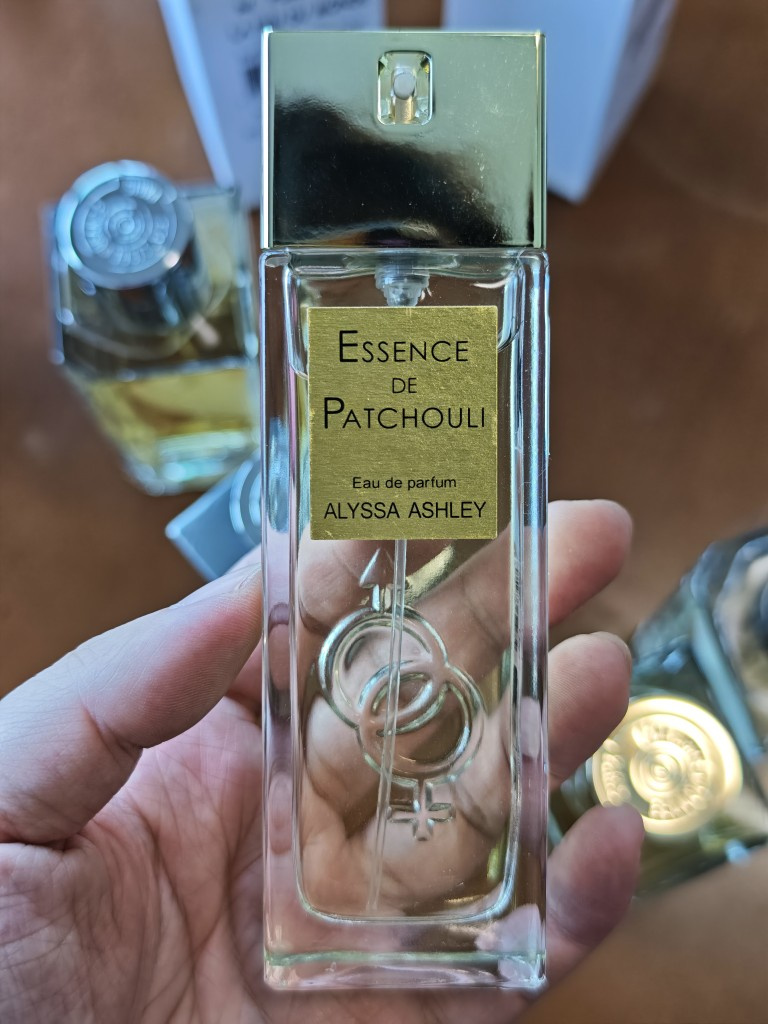 ESSENCE
DE
PATCHOULI
Eau de parfum
ALYSSA ASHLEY